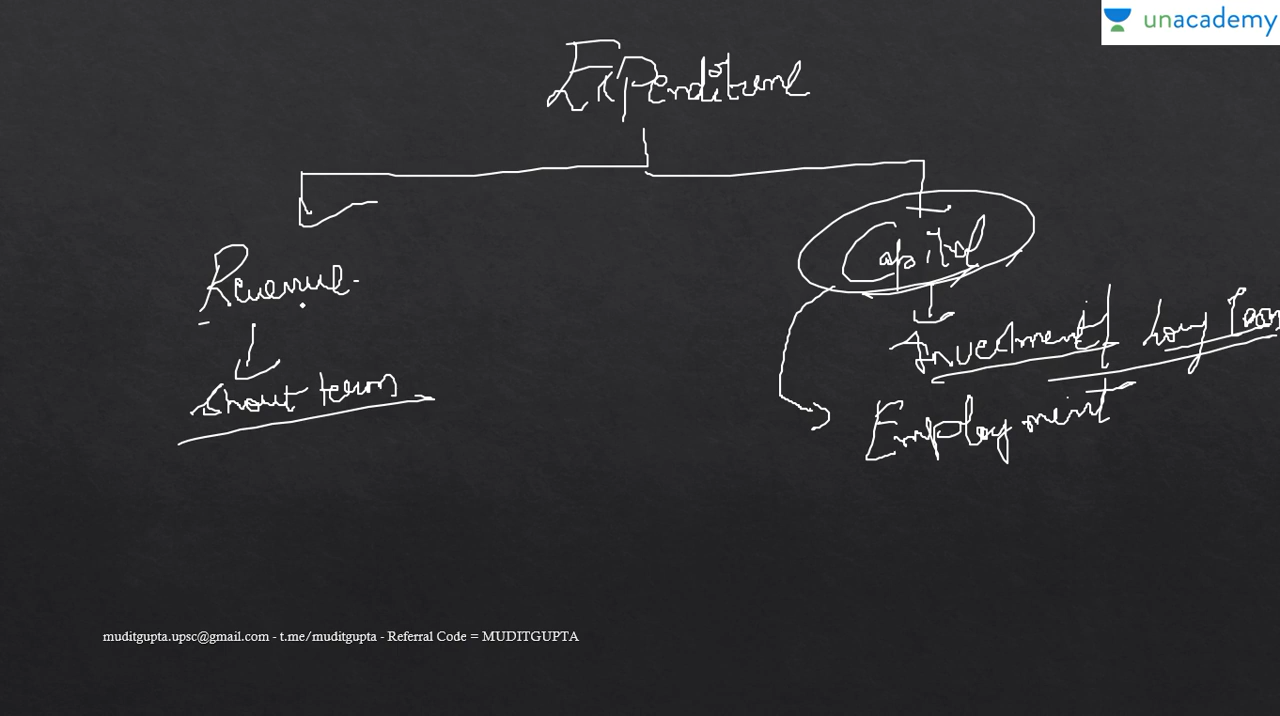 unacademy
Expenditure
Revenue
Capital
short term
Investment long Term
Employment
muditgupta.upsc@gmail.com - t.me/muditgupta - Referral Code = MUDITGUPTA